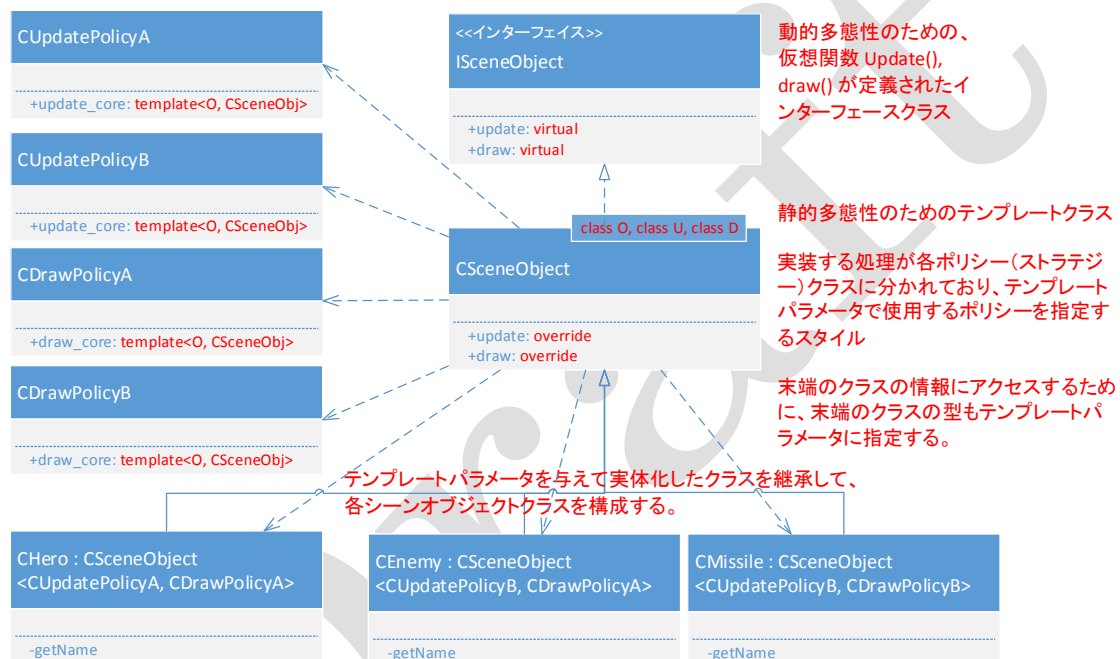 CUpdatePolicyA
+update_core: template<O, CSceneObj>
CUpdatePolicyB
+update_core: template<O, CSceneObj>
CDrawPolicyA
+draw_core: template<O, CSceneObj>
CDrawPolicyB
+draw_core: template<O, CSceneObj>
<<インターフェイス>>
ISceneObject
+update: virtual
+draw: virtual
動的多態性のための、
仮想関数 Update(),
draw() が定義されたイ
ンターフェースクラス
class O, class U, class D
CSceneObject
+update: override
+draw: override
静的多態性のためのテンプレートクラス
実装する処理が各ポリシー（ストラテジ
ー）クラスに分かれており、テンプレート
パラメータで使用するポリシーを指定す
るスタイル
末端のクラスの情報にアクセスするため
に、末端のクラスの型もテンプレートパ
ラメータに指定する。
テンプレートパラメータを与えて実体化したクラスを継承して、
各シーンオブジェクトクラスを構成する。
CHero : CSceneObject
<CUpdatePolicyA, CDrawPolicyA>
-getName
CEnemy : CSceneObject
<CUpdatePolicyB, CDrawPolicyA>
-getName
CMissile : CSceneObject
<CUpdatePolicyB, CDrawPolicyB>
-getName